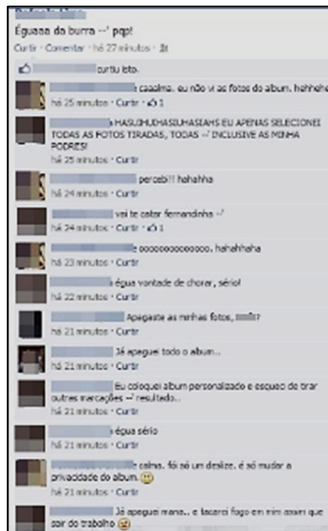 Éguaaa da burra --' pqp!
Curtir · Comentar · há 27 minutos ·
curtiu isto.
caaalma. eu não vi as fotos do album. hehhehe
há 25 minutos · Curtir · 1
HASUIHUHASIUHASIAHS EU APENAS SELECIONEI
TODAS AS FOTOS TIRADAS, TODAS --' INCLUSIVE AS MINHA
PODRES!
há 25 minutos · Curtir
percebi!! hahahha
há 24 minutos · Curtir
vai te catar fernandinha --'
há 24 minutos · Curtir · 1
há 23 minutos · Curtir
égua vontade de chorar, sério!
há 22 minutos · Curtir
Apagaste as minhas fotos,
há 21 minutos · Curtir
Já apaguei todo o album..
há 21 minutos · Curtir
Eu coloquei album personalizado e esqueci de tirar
outras marcações --' resultado..
há 21 minutos · Curtir
égua sério
há 21 minutos · Curtir
calma. foi só um deslize. é só mudar a
privacidade do album.
há 21 minutos · Curtir
Já apaguei mana.. e tacarei fogo em mim assim que
sair do trabalho